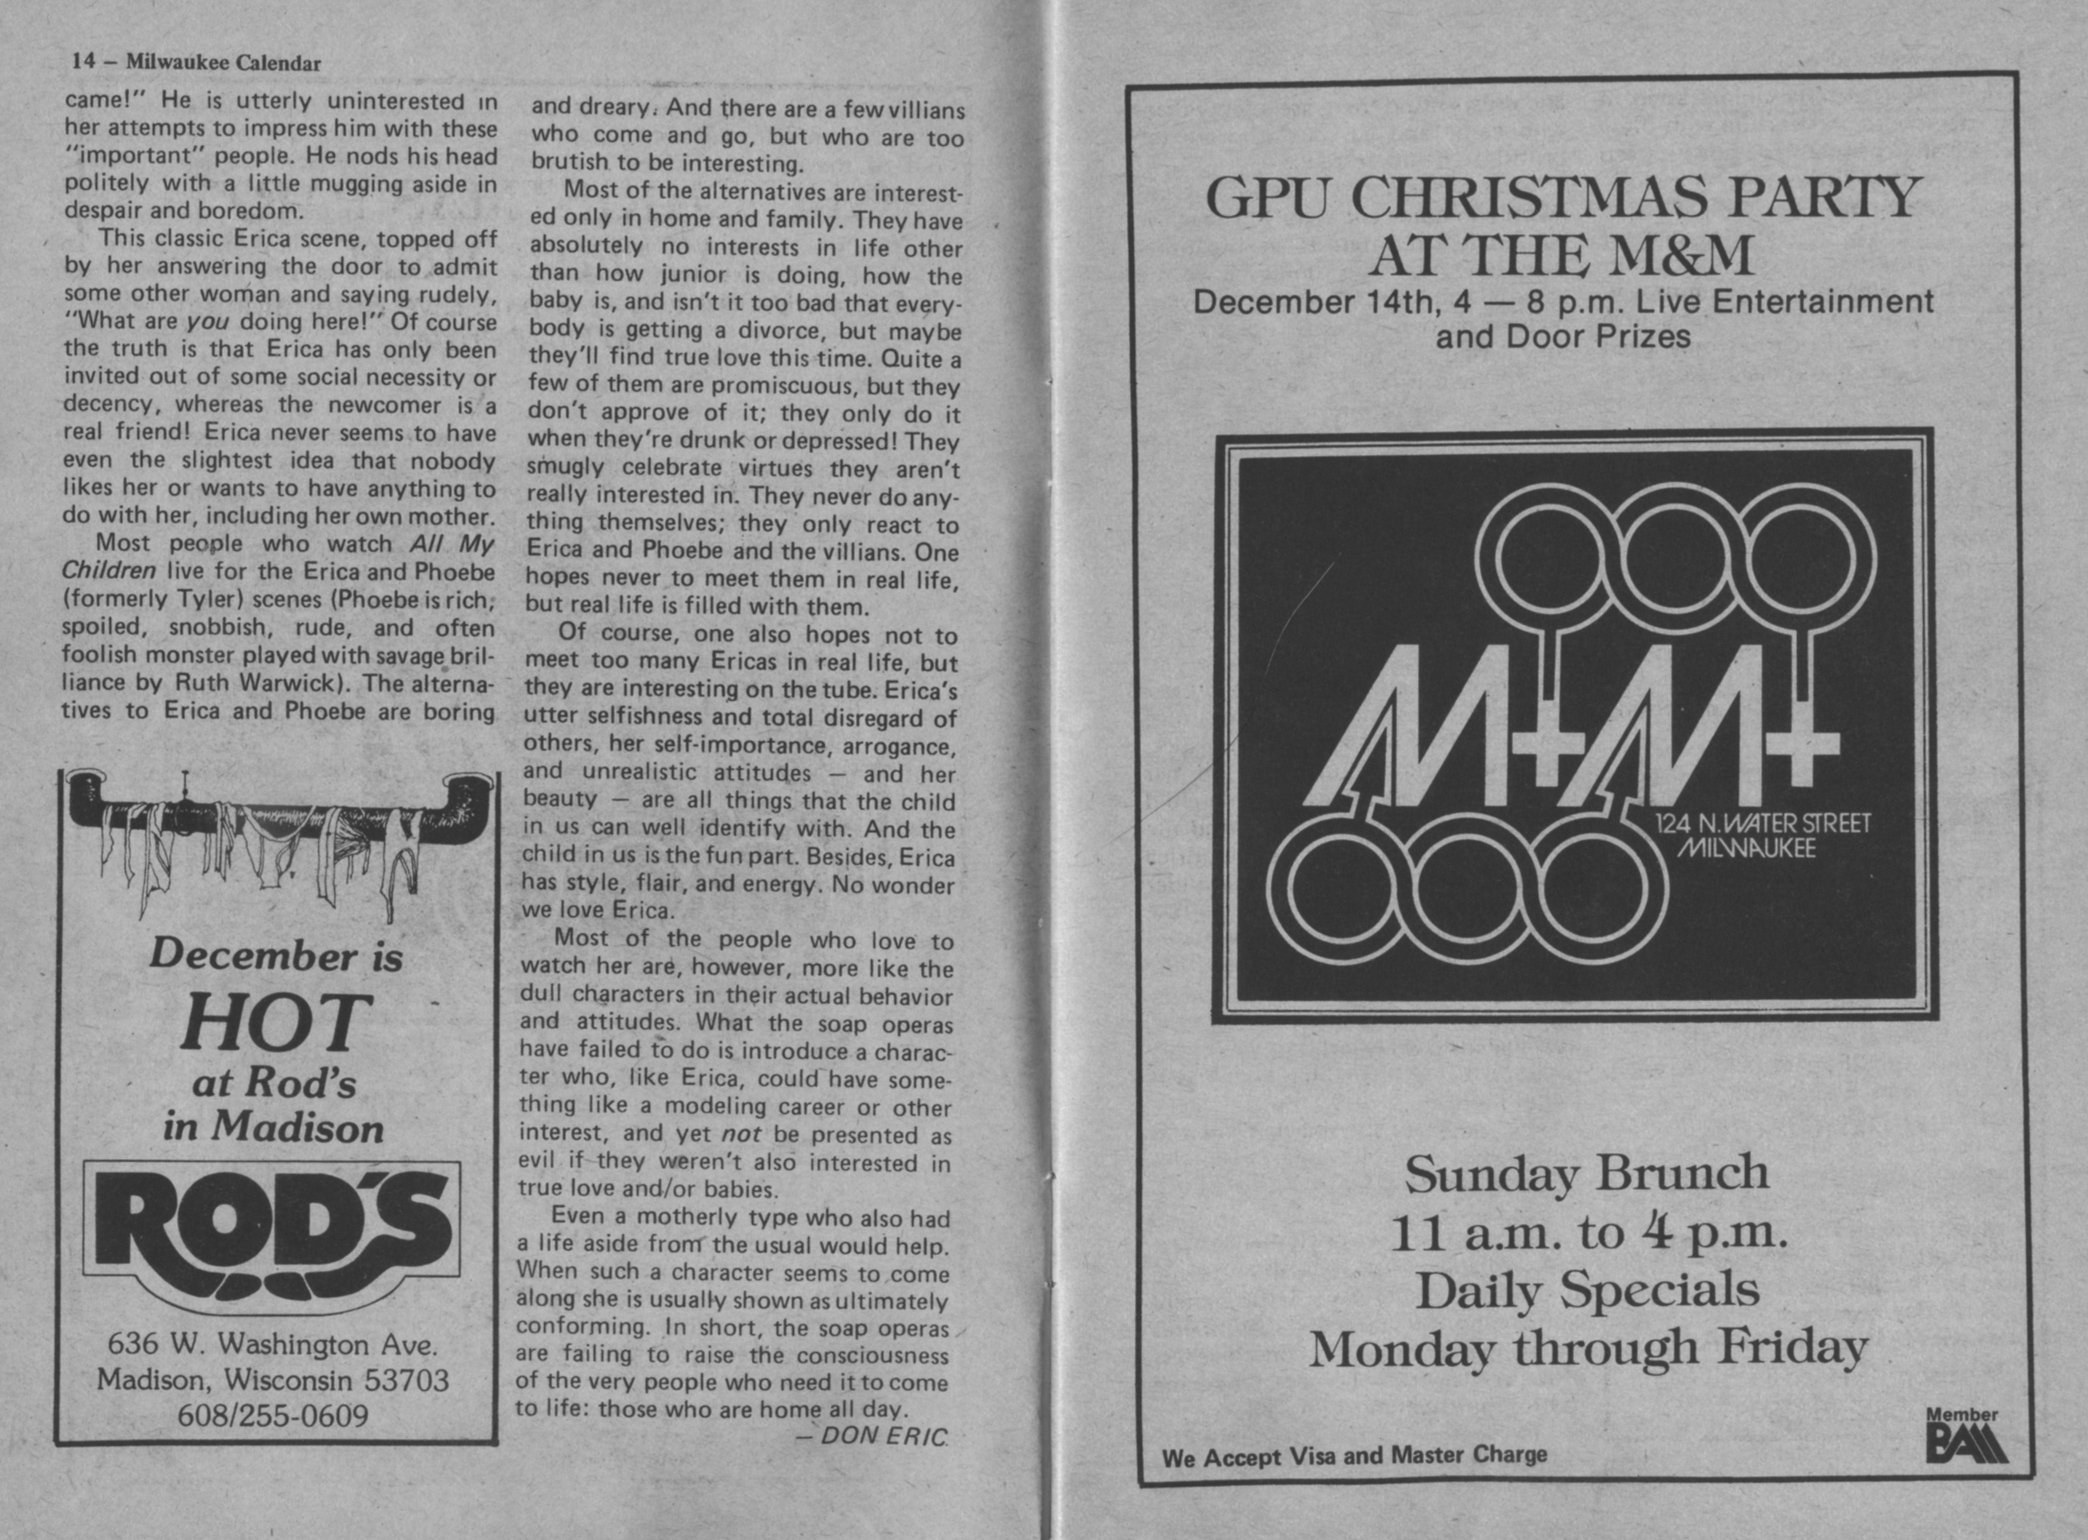 14 — Milwaukee Calendar
came!" He is utterly uninterested in
her attempts to impress him with these
"important" people. He nods his head
politely with a little mugging aside in
despair and boredom.
This classic Erica scene, topped off
by her answering the door to admit
some other woman and saying rudely,
"What are you doing here!" Of course
the truth is that Erica has only been
invited out of some social necessity or
decency, whereas the newcomer is a
real friend! Erica never seems to have
even the slightest idea that nobody
likes her or wants to have anything to
do with her, including her own mother.
Most people who watch All My
Children live for the Erica and Phoebe
(formerly Tyler) scenes (Phoebe is rich,
spoiled, snobbish, rude, and often
foolish monster played with savage bril-
liance by Ruth Warwick). The alterna-
tives to Erica and Phoebe are boring
December is
HOT
at Rod's
in Madison
ROD'S
636 W. Washington Ave.
Madison, Wisconsin 53703
608/255-0609
and dreary. And there are a few villians
who come and go, but who are too
brutish to be interesting.
Most of the alternatives are interest-
ed only in home and family. They have
absolutely no interests in life other
than how junior is doing, how the
baby is, and isn't it too bad that every-
body is getting a divorce, but maybe
they'll find true love this time. Quite a
few of them are promiscuous, but they
don't approve of it; they only do it
when they're drunk or depressed! They
smugly celebrate virtues they aren't
really interested in. They never do any-
thing themselves; they only react to
Erica and Phoebe and the villians. One
hopes never to meet them in real life,
but real life is filled with them.
Of course, one also hopes not to
meet too many Ericas in real life, but
they are interesting on the tube. Erica's
utter selfishness and total disregard of
others, her self-importance, arrogance,
and unrealistic attitudes — and her
beauty — are all things that the child
in us can well identify with. And the
child in us is the fun part. Besides, Erica
has style, flair, and energy. No wonder
we love Erica.
Most of the people who love to
watch her are, however, more like the
dull characters in their actual behavior
and attitudes. What the soap operas
have failed to do is introduce a charac-
ter who, like Erica, could have some-
thing like a modeling career or other
interest, and yet not be presented as
evil if they weren't also interested in
true love and/or babies.
Even a motherly type who also had
a life aside from the usual would help.
When such a character seems to come
along she is usually shown as ultimately
conforming. In short, the soap operas
are failing to raise the consciousness
of the very people who need it to come
to life: those who are home all day.
— DON ERIC
GPU CHRISTMAS PARTY
AT THE M&M
December 14th, 4 — 8 p.m. Live Entertainment
and Door Prizes
M+M+
124 N. WATER STREET
MILWAUKEE
Sunday Brunch
11 a.m. to 4 p.m.
Daily Specials
Monday through Friday
We Accept Visa and Master Charge
Member
BAM